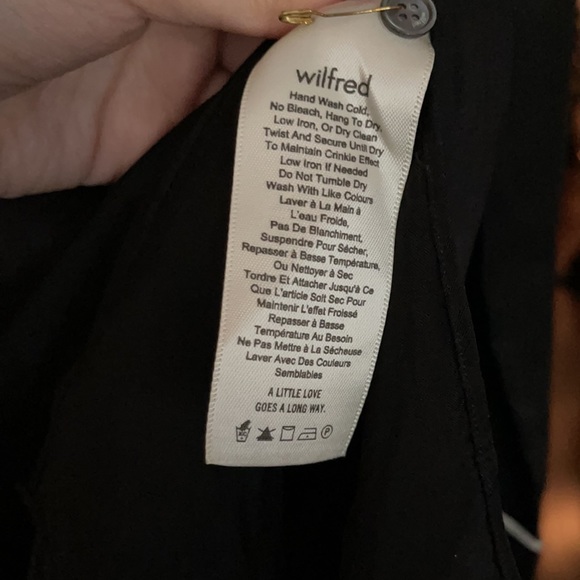 wilfred
Hand Wash Cold,
No Bleach, Hang To Dry.
Low Iron, Or Dry Clean
Twist And Secure Until Dry
To Maintain Crinkle Effect
Low Iron If Needed
Do Not Tumble Dry
Wash With Like Colours
Laver à La Main à
L'eau Froide,
Pas De Blanchiment,
Suspendre Pour Sécher,
Repasser à Basse Température,
Ou Nettoyer à Sec
Tordre Et Attacher Jusqu'à Ce
Que L'article Soit Sec Pour
Maintenir L'effet Froissé
Repasser à Basse
Température Au Besoin
Ne Pas Mettre à La Sécheuse
Laver Avec Des Couleurs
Semblables
A LITTLE LOVE
GOES A LONG WAY.
P